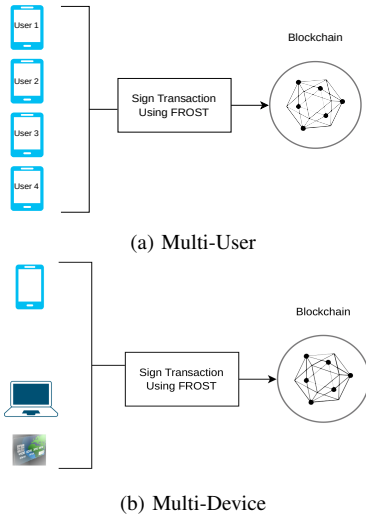 User 1
User 2
User 3
User 4
Sign Transaction
Using FROST
Blockchain
(a) Multi-User
Sign Transaction
Using FROST
Blockchain
(b) Multi-Device